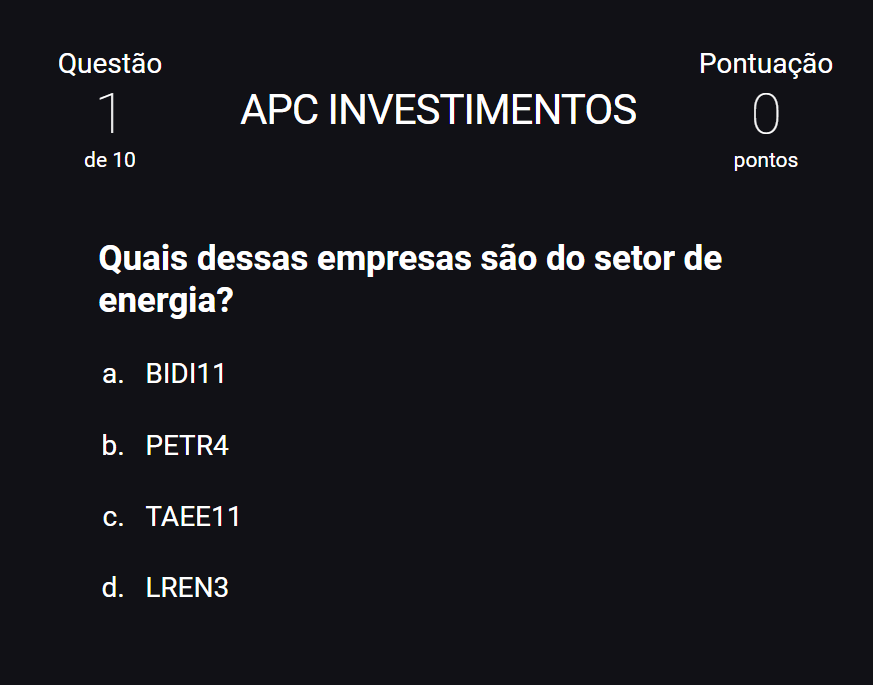 Questão
1
de 10
APC INVESTIMENTOS
Pontuação
0
pontos
Quais dessas empresas são do setor de
energia?
a. BIDI11
b. PETR4
c. TAEE11
d. LREN3